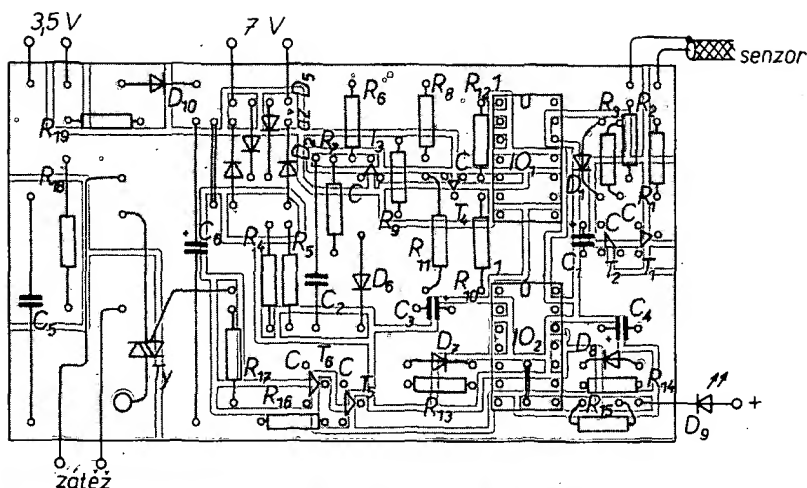 3,5 V
7 V
senzor
D10
D5
R6
R8
R12
1
R2
R19
R18
IO1
D1
R1
C
T4
C6
R4
R5
R9
R11
R10
C1
T2
T1
C5
C2
D6
C3
1
IO2
C4
D7
D8
Ty
R17
C
T6
C
T5
R16
R13
R14
R15
D9
+
zátěž